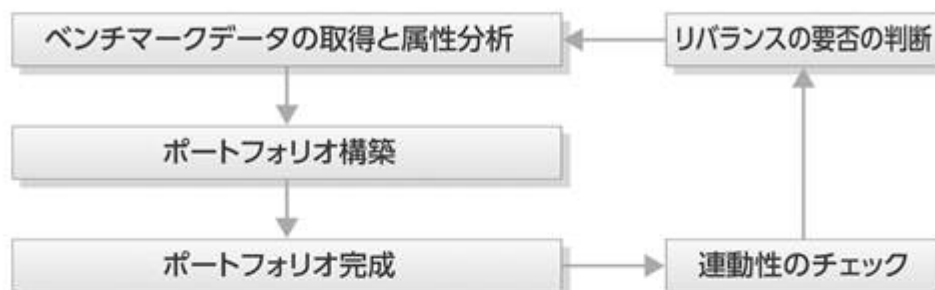 ベンチマークデータの取得と属性分析
リバランスの要否の判断
ポートフォリオ構築
ポートフォリオ完成
連動性のチェック